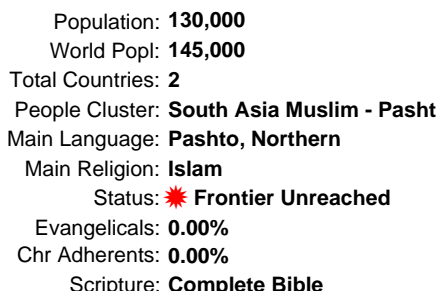 Population: 130,000
World Popl: 145,000
Total Countries: 2
People Cluster: South Asia Muslim - Pasht
Main Language: Pashto, Northern
Main Religion: Islam
Status: Frontier Unreached
Evangelicals: 0.00%
Chr Adherents: 0.00%
Scripture: Complete Bible